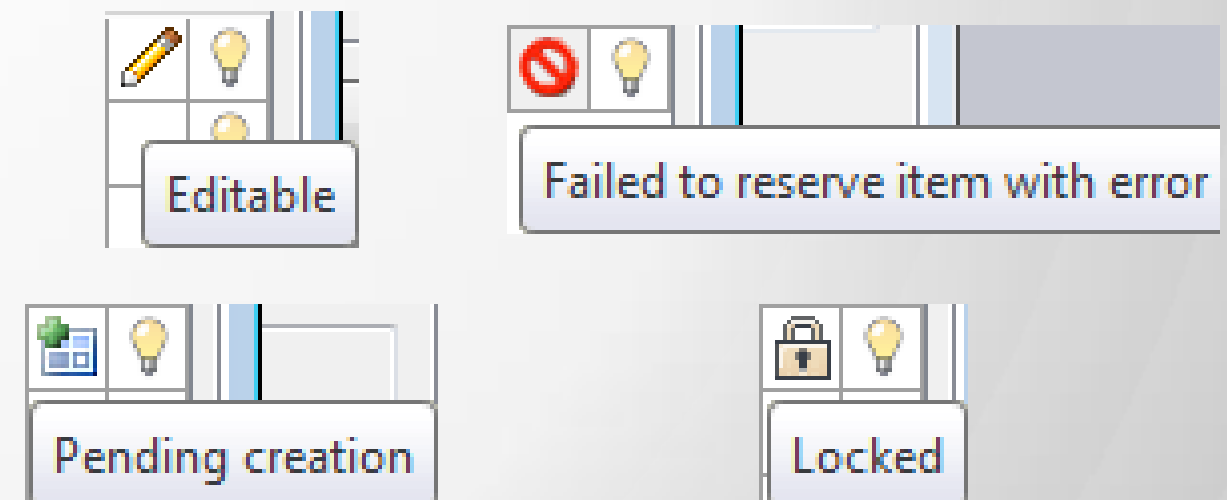 Editable
Failed to reserve item with error
Pending creation
Locked